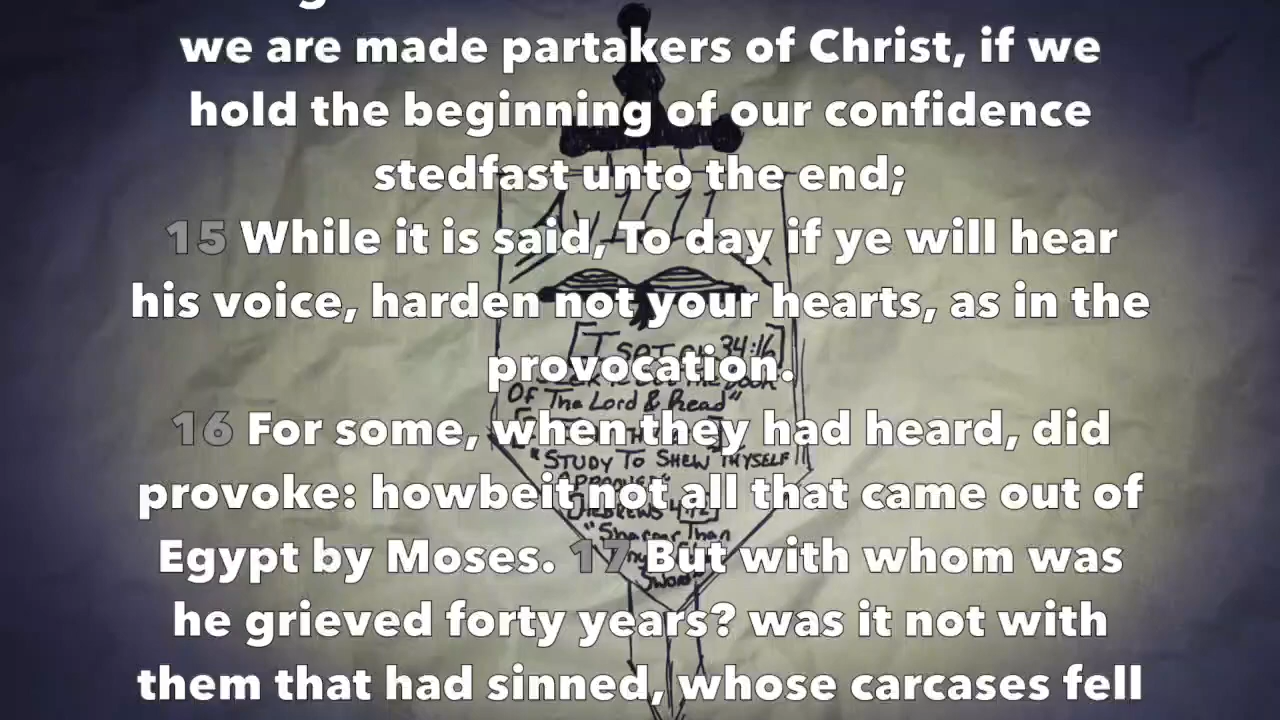 we are made partakers of Christ, if we
hold the beginning of our confidence
stedfast unto the end;
15 While it is said, To day if ye will hear
his voice, harden not your hearts, as in the
provocation.
16 For some, when they had heard, did
provoke: howbeit not all that came out of
Egypt by Moses. 17 But with whom was
he grieved forty years? was it not with
them that had sinned, whose carcases fell
AV 1711
34:16]
Of The Lord & Read"
"STUDY TO SHEW THYSELF
HEBREWS 4:12]
"Sharper Than
Sword"